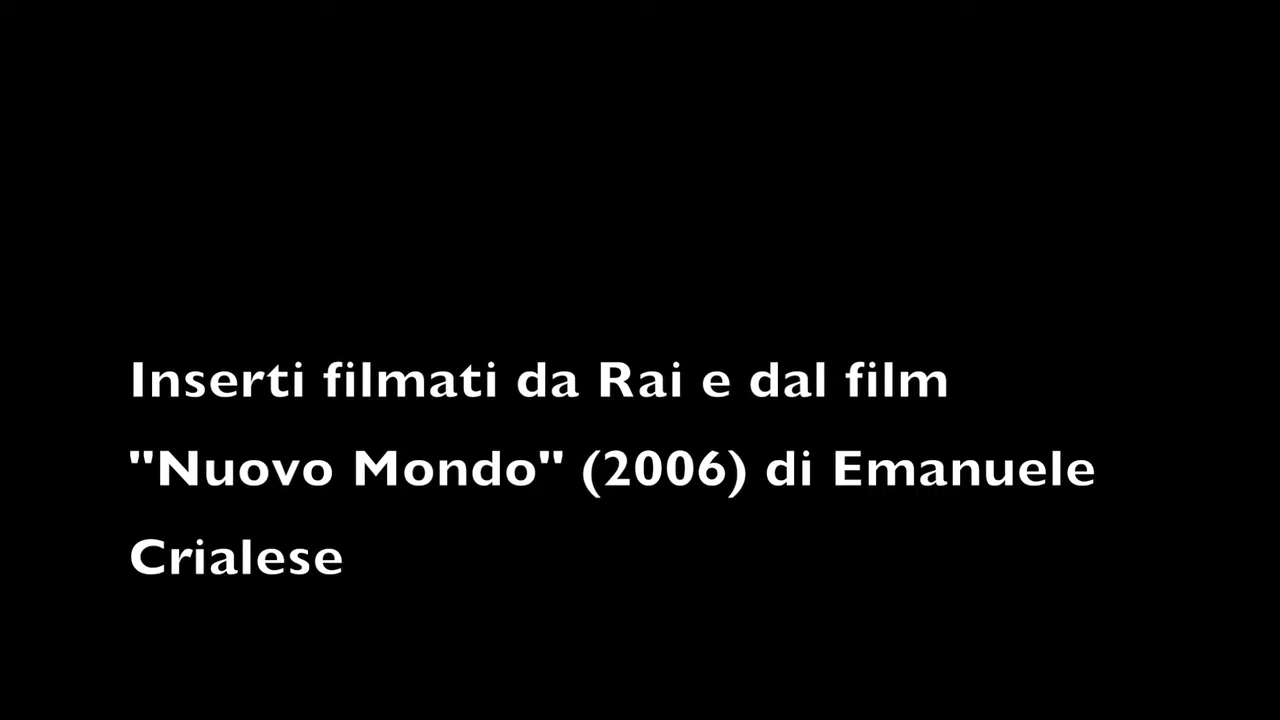 Inserti filmati da Rai e dal film
"Nuovo Mondo" (2006) di Emanuele
Crialese